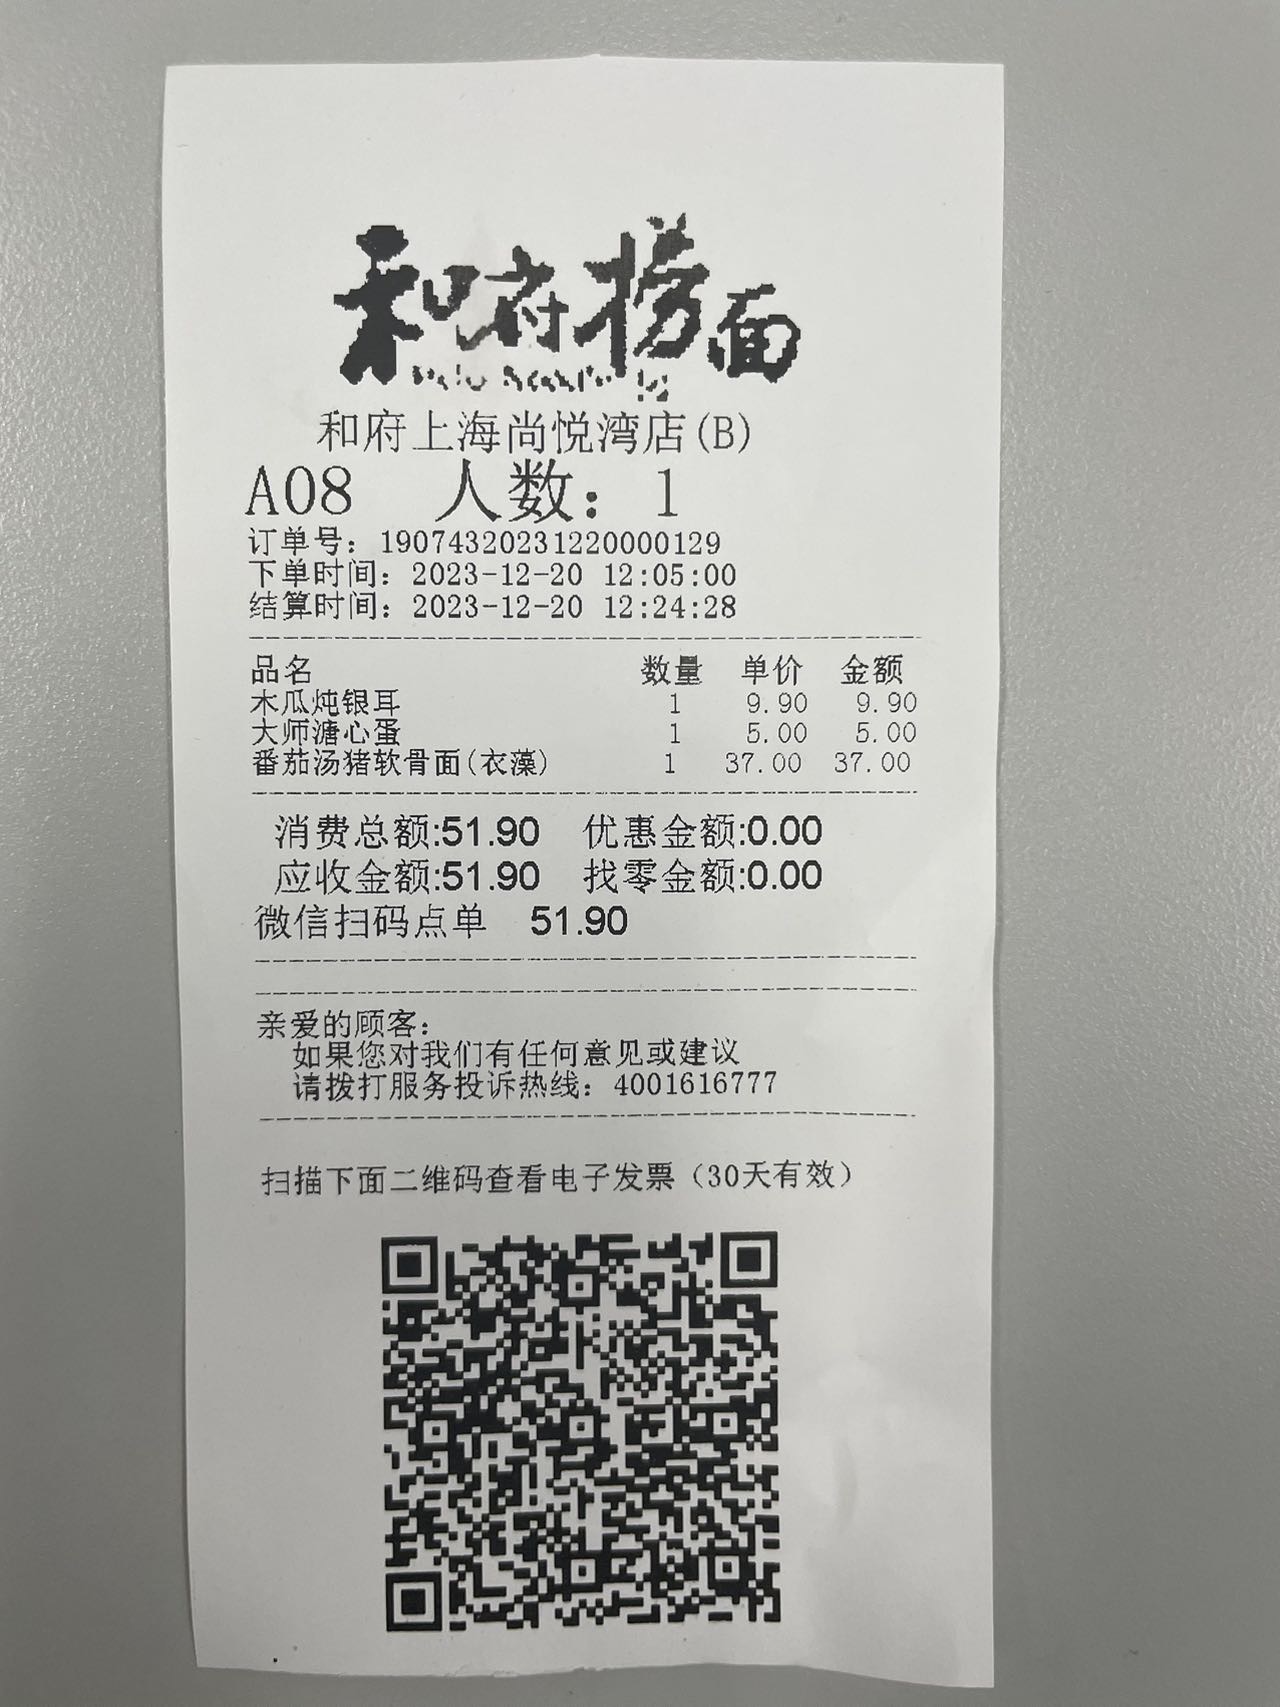 和府捞面
和府上海尚悦湾店(B)
A08 人数: 1
订单号: 19074320231220000129
下单时间: 2023-12-20 12:05:00
结算时间: 2023-12-20 12:24:28
品名 数量 单价 金额
木瓜炖银耳 1 9.90 9.90
大师溏心蛋 1 5.00 5.00
番茄汤猪软骨面(衣藻) 1 37.00 37.00
消费总额:51.90 优惠金额:0.00
应收金额:51.90 找零金额:0.00
微信扫码点单 51.90
亲爱的顾客:
如果您对我们有任何意见或建议
请拨打服务投诉热线: 4001616777
扫描下面二维码查看电子发票（30天有效）